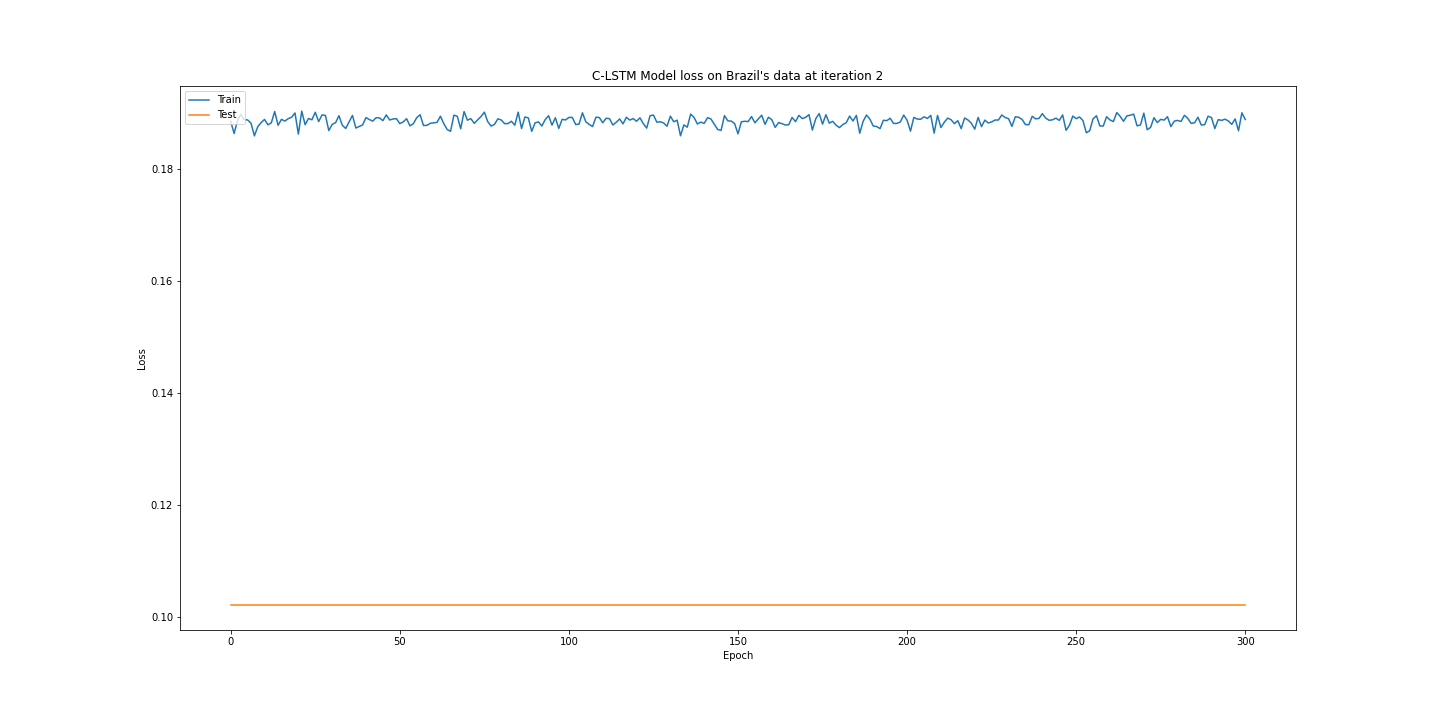 C-LSTM Model loss on Brazil's data at iteration 2
Train
Test
0.18
0.16
0.14
0.12
0.10
Loss
0
50
100
150
200
250
300
Epoch